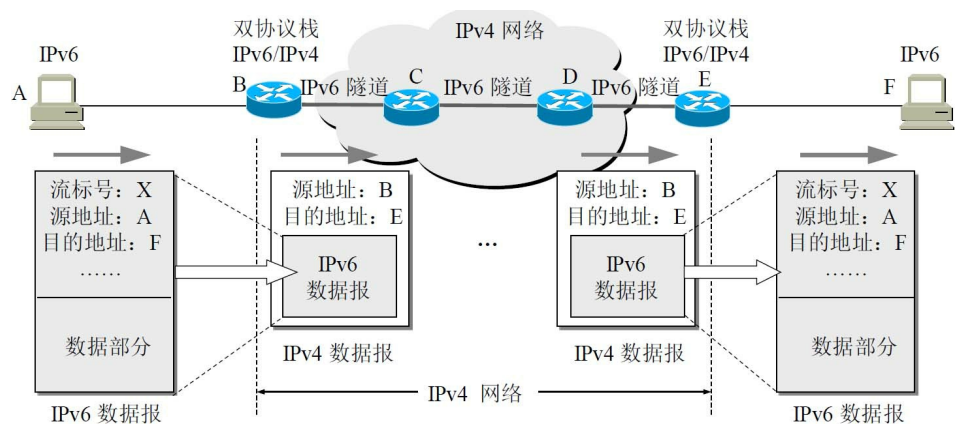 IPv6
A
双协议栈
IPv6/IPv4
B
IPv4 网络
IPv6 隧道
C
IPv6 隧道
D
IPv6 隧道
双协议栈
IPv6/IPv4
E
IPv6
F
流标号：X
源地址：A
目的地址：F
……
数据部分
IPv6 数据报
源地址：B
目的地址：E
IPv6
数据报
IPv4 数据报
...
源地址：B
目的地址：E
IPv6
数据报
IPv4 数据报
流标号：X
源地址：A
目的地址：F
……
数据部分
IPv6 数据报
IPv4 网络